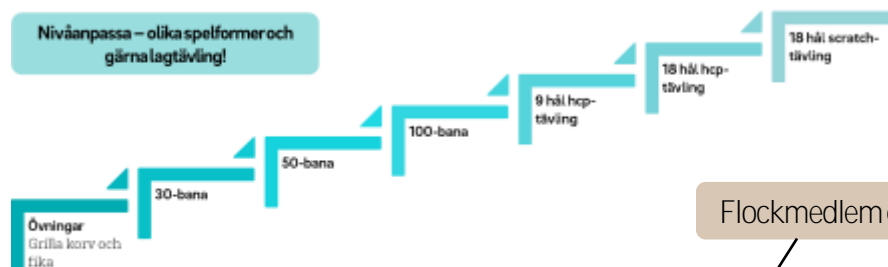 Nivåanpassa – olika spelformer och
gärna lagtävling!
18 hål scratch-
tävling
18 hål hcp-
tävling
9 hål hcp-
tävling
100-bana
50-bana
30-bana
Övningar
Grilla korv och
fika
Flockmedlem